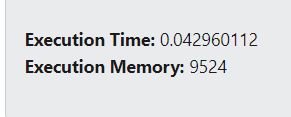 Execution Time: 0.042960112
Execution Memory: 9524